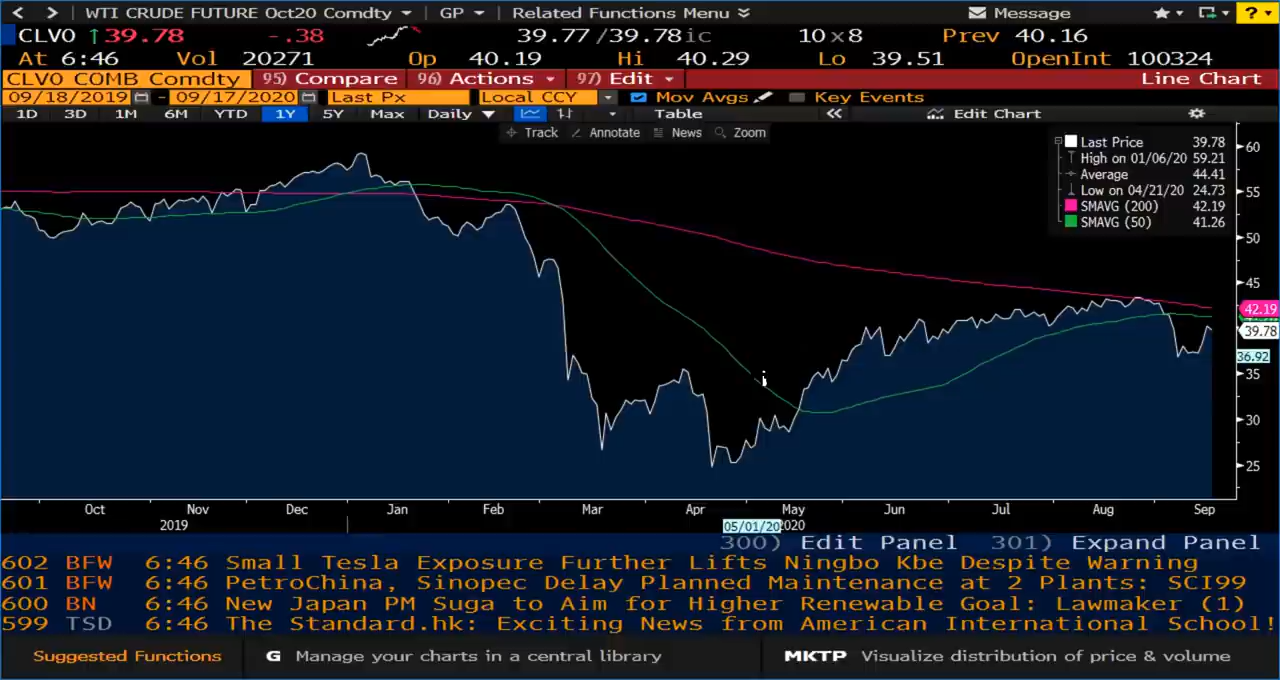 < > WTI CRUDE FUTURE Oct20 Comdty GP Related Functions Menu Message ?
CLV0 ↑39.78 -.38 39.77/39.78ic 10x8 Prev 40.16
At 6:46 Vol 20271 Op 40.19 Hi 40.29 Lo 39.51 OpenInt 100324
CLV0 COMB Comdty 95) Compare 96) Actions 97) Edit Line Chart
09/18/2019 - 09/17/2020 Last Px Local CCY Mov Avgs Key Events
1D 3D 1M 6M YTD 1Y 5Y Max Daily Table Edit Chart
Track Annotate News Zoom
Last Price 39.78
High on 01/06/20 59.21
Average 44.41
Low on 04/21/20 24.73
SMAVG (200) 42.19
SMAVG (50) 41.26
60
55
50
45
42.19
39.78
36.92
35
30
25
Oct Nov Dec Jan Feb Mar Apr May Jun Jul Aug Sep
2019 05/01/20 2020
300) Edit Panel 301) Expand Panel
602 BFW 6:46 Small Tesla Exposure Further Lifts Ningbo Kbe Despite Warning
601 BFW 6:46 PetroChina, Sinopec Delay Planned Maintenance at 2 Plants: SCI99
600 BN 6:46 New Japan PM Suga to Aim for Higher Renewable Goal: Lawmaker (1)
599 TSD 6:46 The Standard.hk: Exciting News from American International School!
Suggested Functions G Manage your charts in a central library MKTP Visualize distribution of price & volume